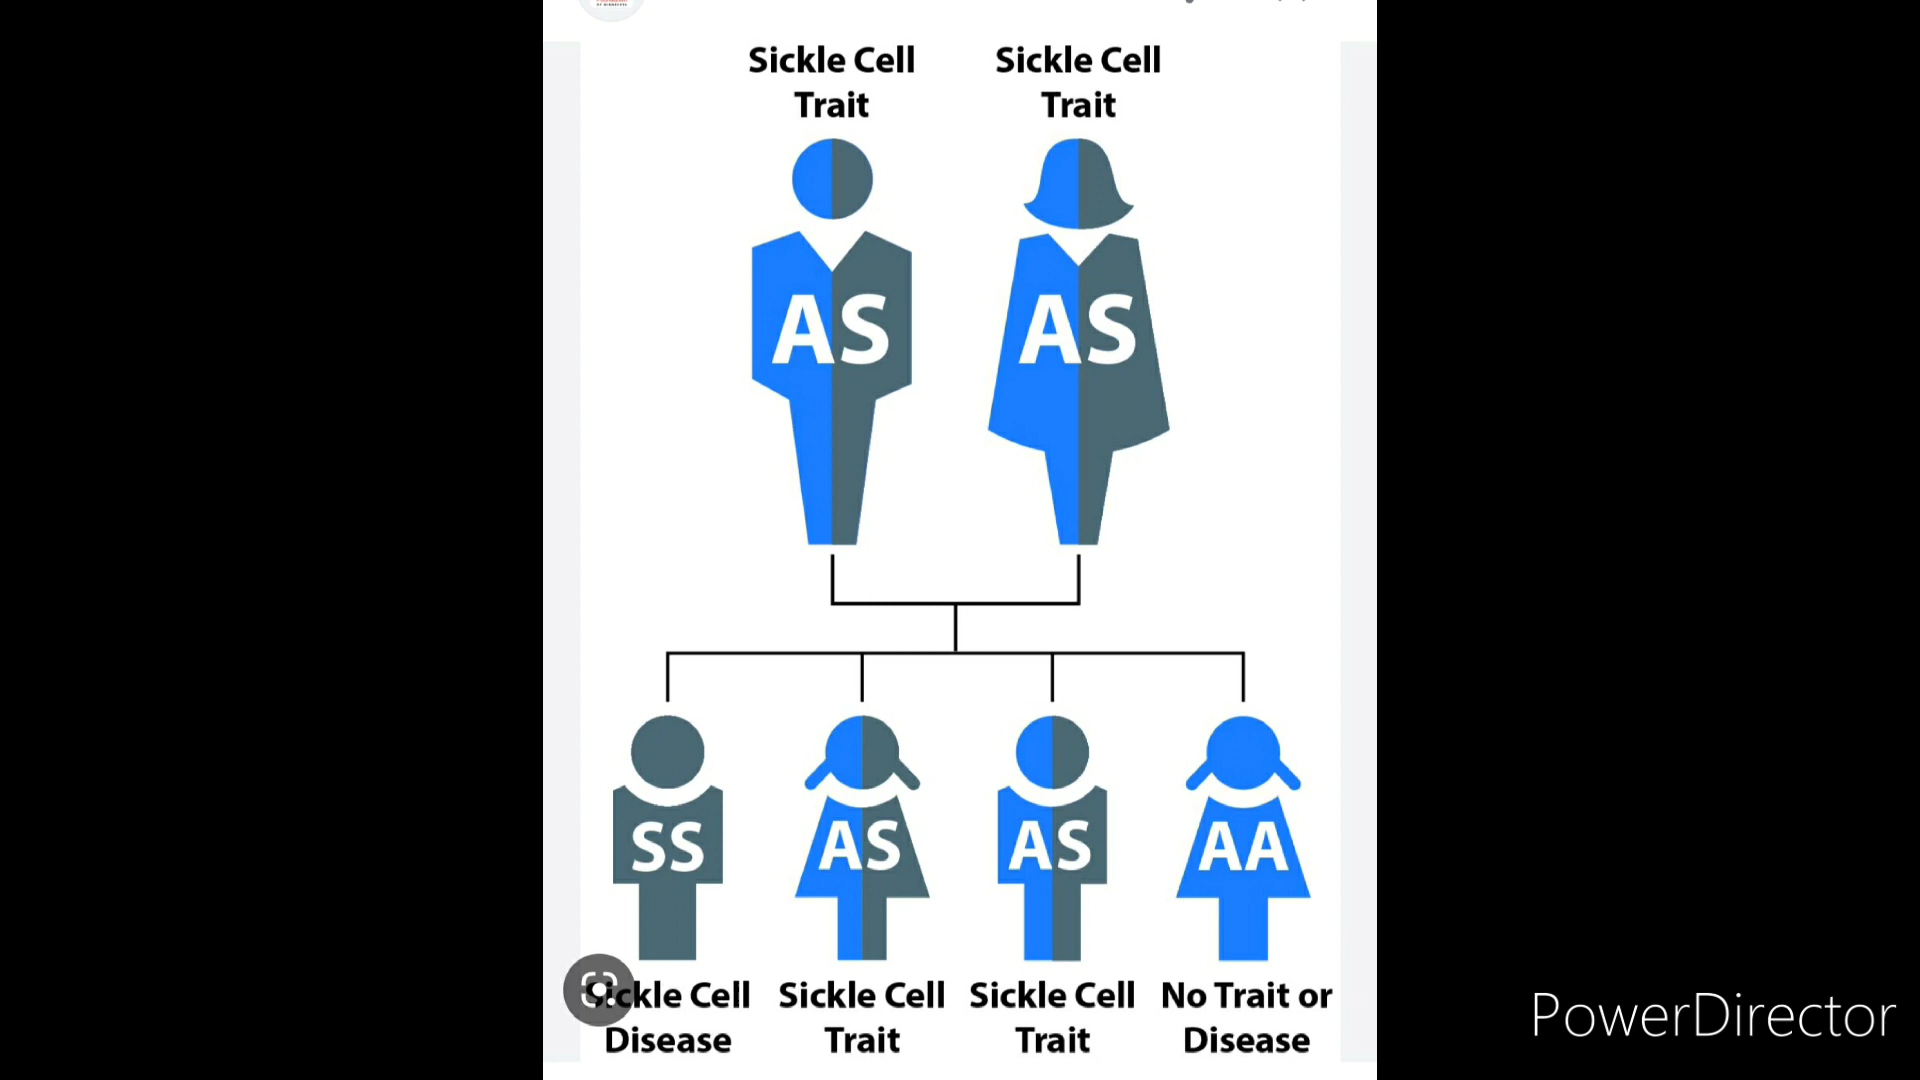 Sickle Cell Sickle Cell
Trait Trait
AS AS
SS AS AS AA
Sickle Cell Sickle Cell Sickle Cell No Trait or
Disease Trait Trait Disease
PowerDirector